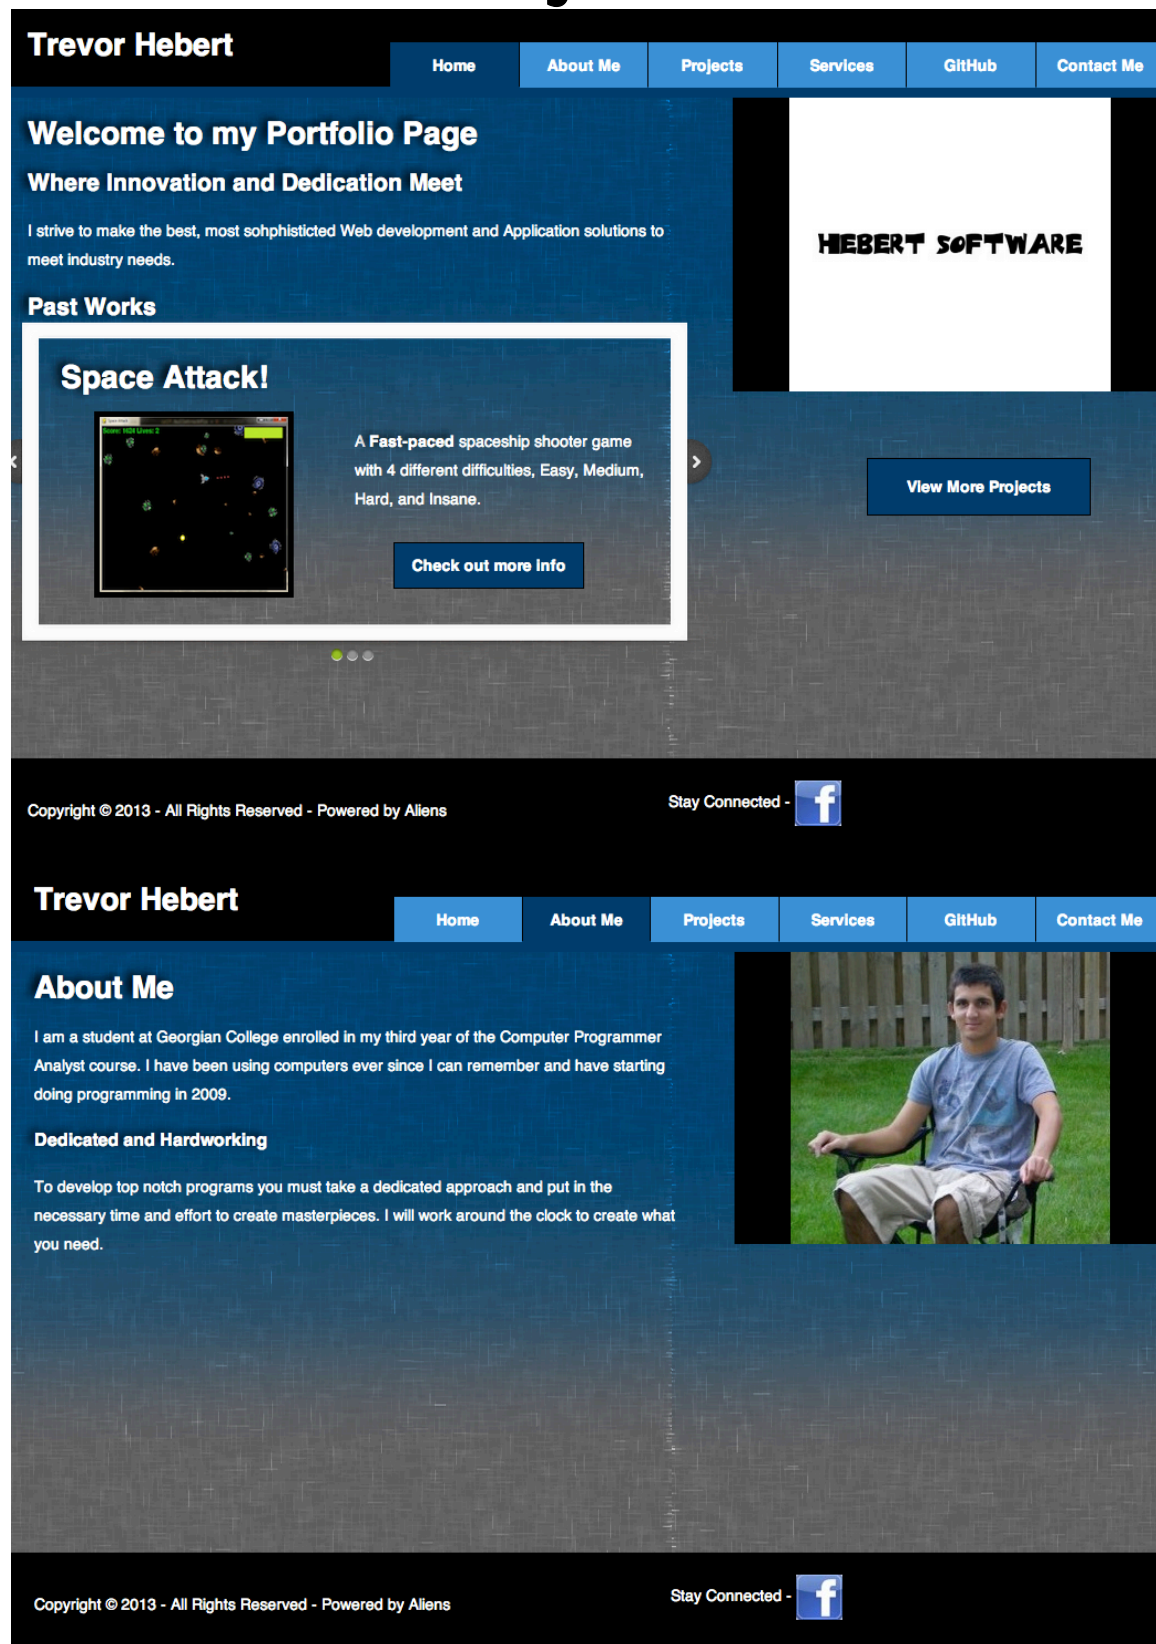 Trevor Hebert
Home
About Me
Projects
Services
GitHub
Contact Me
Welcome to my Portfolio Page
Where Innovation and Dedication Meet
I strive to make the best, most sohphisticted Web development and Application solutions to
meet industry needs.
HEBERT SOFTWARE
Past Works
Space Attack!
Score: 1624 Lives: 2
A Fast-paced spaceship shooter game
with 4 different difficulties, Easy, Medium,
Hard, and Insane.
Check out more info
View More Projects
Copyright © 2013 - All Rights Reserved - Powered by Aliens
Stay Connected -
f
Trevor Hebert
Home
About Me
Projects
Services
GitHub
Contact Me
About Me
I am a student at Georgian College enrolled in my third year of the Computer Programmer
Analyst course. I have been using computers ever since I can remember and have starting
doing programming in 2009.
Dedicated and Hardworking
To develop top notch programs you must take a dedicated approach and put in the
necessary time and effort to create masterpieces. I will work around the clock to create what
you need.
Copyright © 2013 - All Rights Reserved - Powered by Aliens
Stay Connected -
f